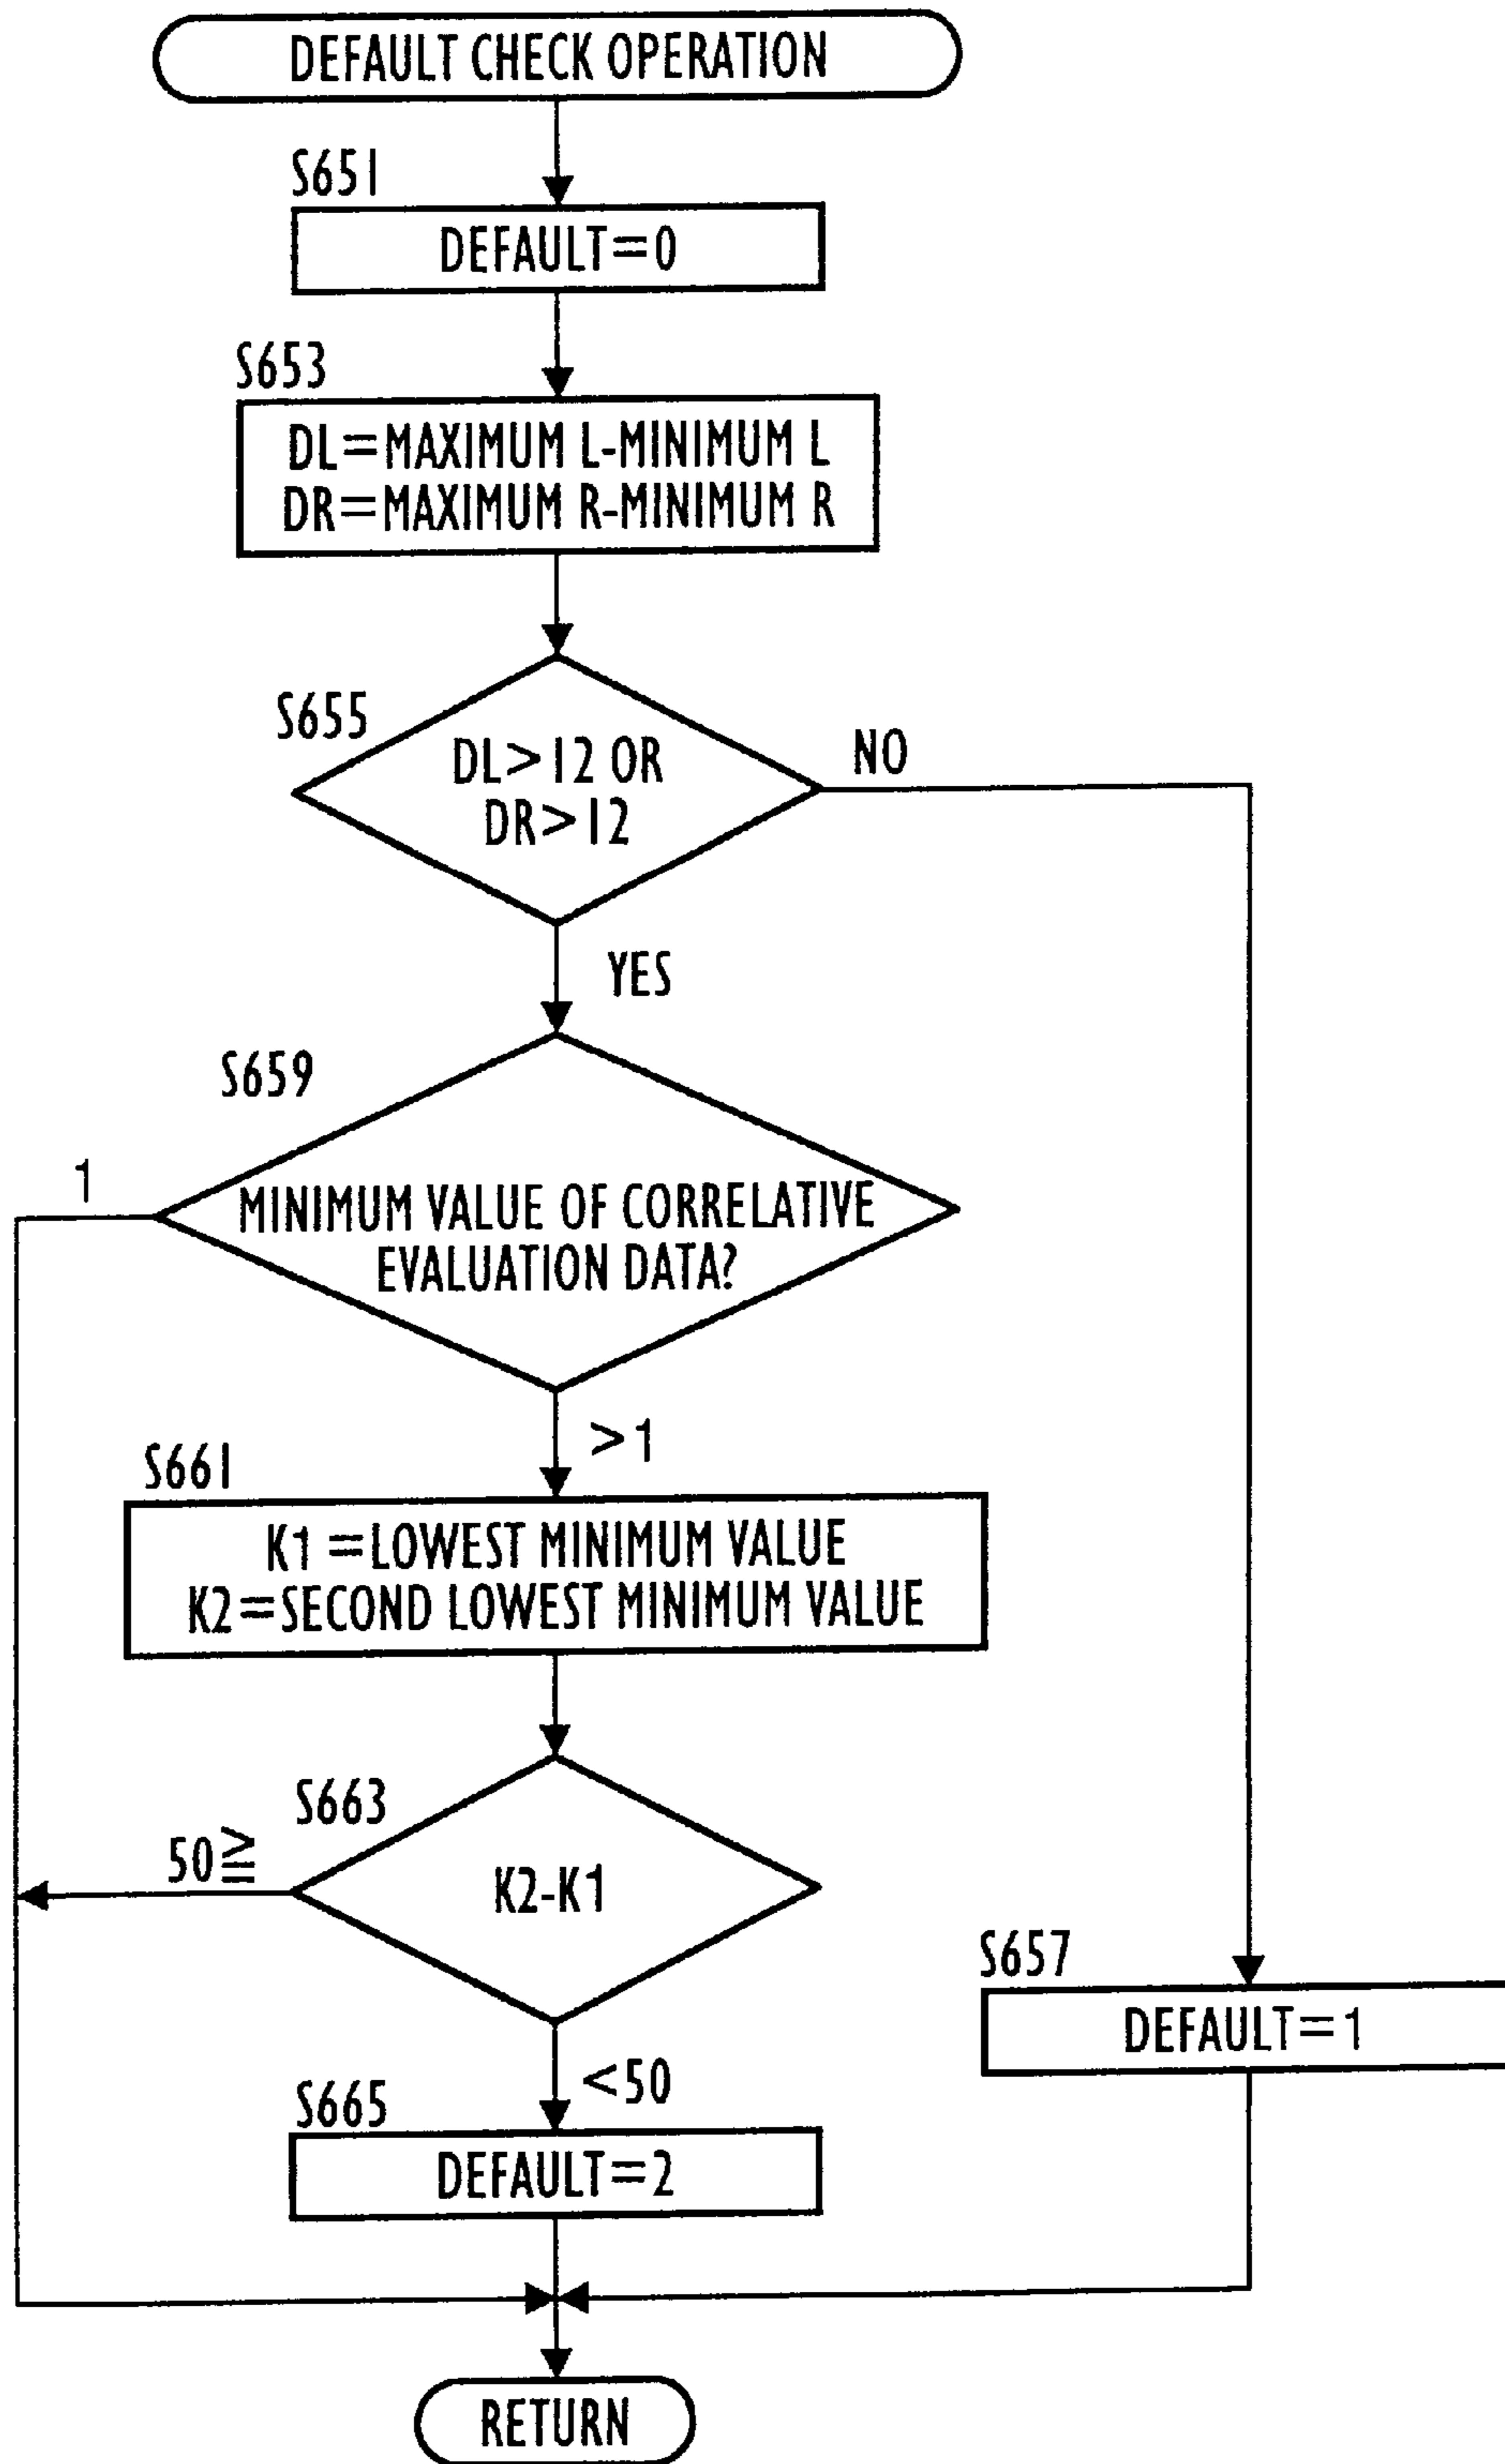 DEFAULT CHECK OPERATION
S651
DEFAULT=0
S653
DL=MAXIMUM L-MINIMUM L
DR=MAXIMUM R-MINIMUM R
S655
DL>12 OR
DR>12
NO
YES
S659
1
MINIMUM VALUE OF CORRELATIVE
EVALUATION DATA?
>1
S661
K1=LOWEST MINIMUM VALUE
K2=SECOND LOWEST MINIMUM VALUE
S663
50≧
K2-K1
S657
DEFAULT=1
<50
S665
DEFAULT=2
RETURN